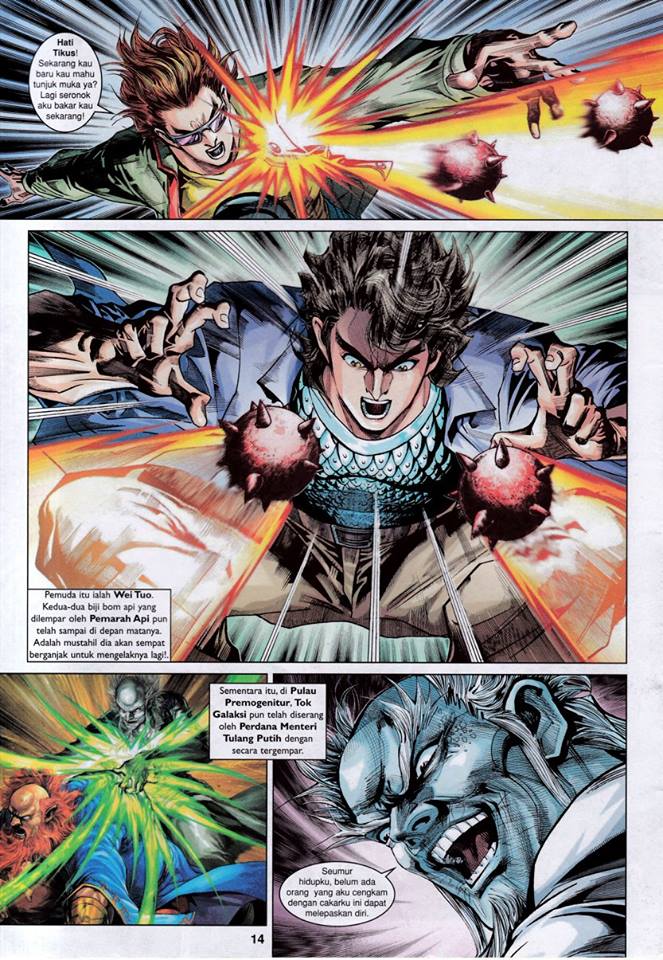 Hati
Tikus!
Sekarang kau
baru kau mahu
tunjuk muka ya?
Lagi seronok
aku bakar kau
sekarang!
Pemuda itu ialah Wei Tuo.
Kedua-dua biji bom api yang
dilempar oleh Pemarah Api pun
telah sampai di depan matanya.
Adalah mustahil dia akan sempat
berganjak untuk mengelaknya lagi!.
Sementara itu, di Pulau
Premogenitur, Tok
Galaksi pun telah diserang
oleh Perdana Menteri
Tulang Putih dengan
secara tergempar.
Seumur
hidupku, belum ada
orang yang aku cengkam
dengan cakarku ini dapat
melepaskan diri.
14